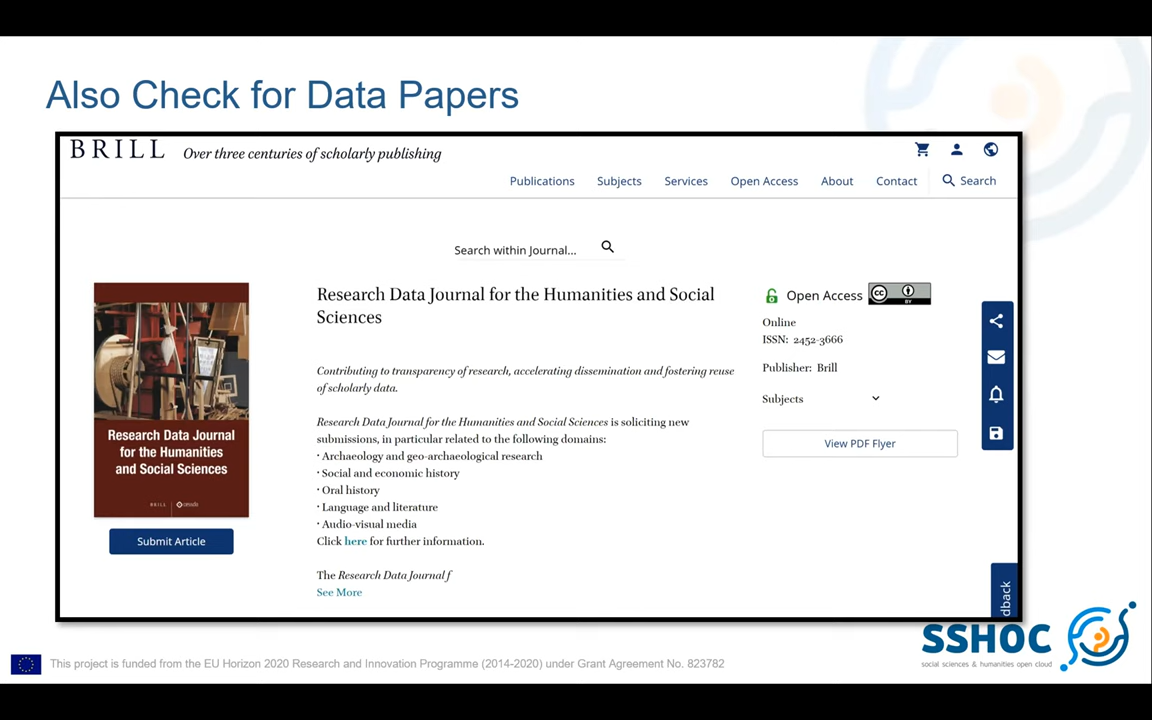 Also Check for Data Papers
BRILL
Over three centuries of scholarly publishing
Publications
Subjects
Services
Open Access
About
Contact
Search
Search within Journal...
Research Data Journal
for the Humanities
and Social Sciences
BRILL
Submit Article
Research Data Journal for the Humanities and Social
Sciences
Contributing to transparency of research, accelerating dissemination and fostering reuse
of scholarly data.
Research Data Journal for the Humanities and Social Sciences is soliciting new
submissions, in particular related to the following domains:
· Archaeology and geo-archaeological research
· Social and economic history
· Oral history
· Language and literature
· Audio-visual media
Click here for further information.
The Research Data Journal f
See More
Open Access
cc
BY
Online
ISSN: 2452-3666
Publisher: Brill
Subjects
View PDF Flyer
dback
SSHOC
social sciences & humanities open cloud
This project is funded from the EU Horizon 2020 Research and Innovation Programme (2014-2020) under Grant Agreement No. 823782